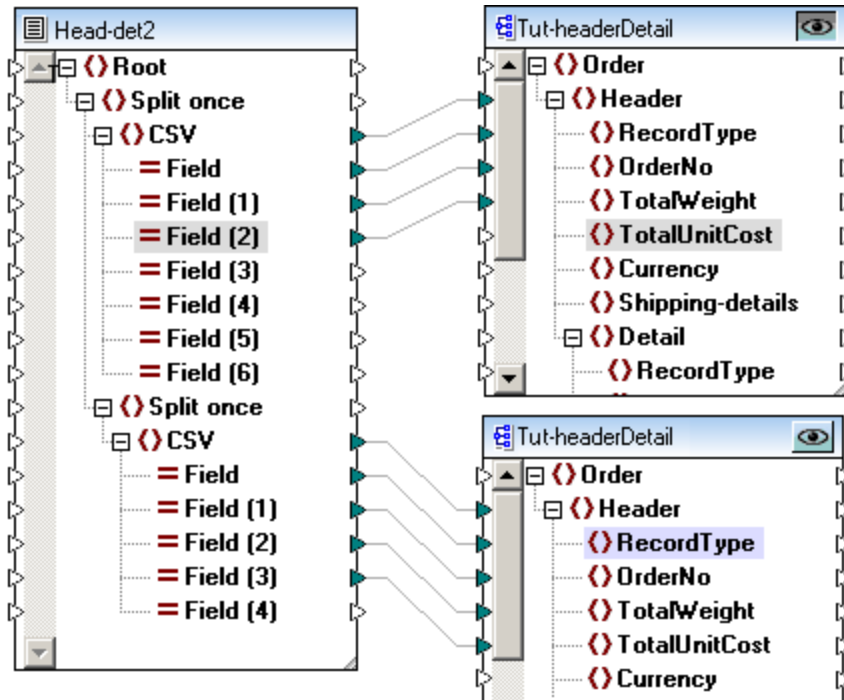 Head-det2
Root
Split once
CSV
Field
Field (1)
Field (2)
Field (3)
Field (4)
Field (5)
Field (6)
Split once
CSV
Field
Field (1)
Field (2)
Field (3)
Field (4)
Tut-headerDetail
Order
Header
RecordType
OrderNo
TotalWeight
TotalUnitCost
Currency
Shipping-details
Detail
RecordType
Tut-headerDetail
Order
Header
RecordType
OrderNo
TotalWeight
TotalUnitCost
Currency